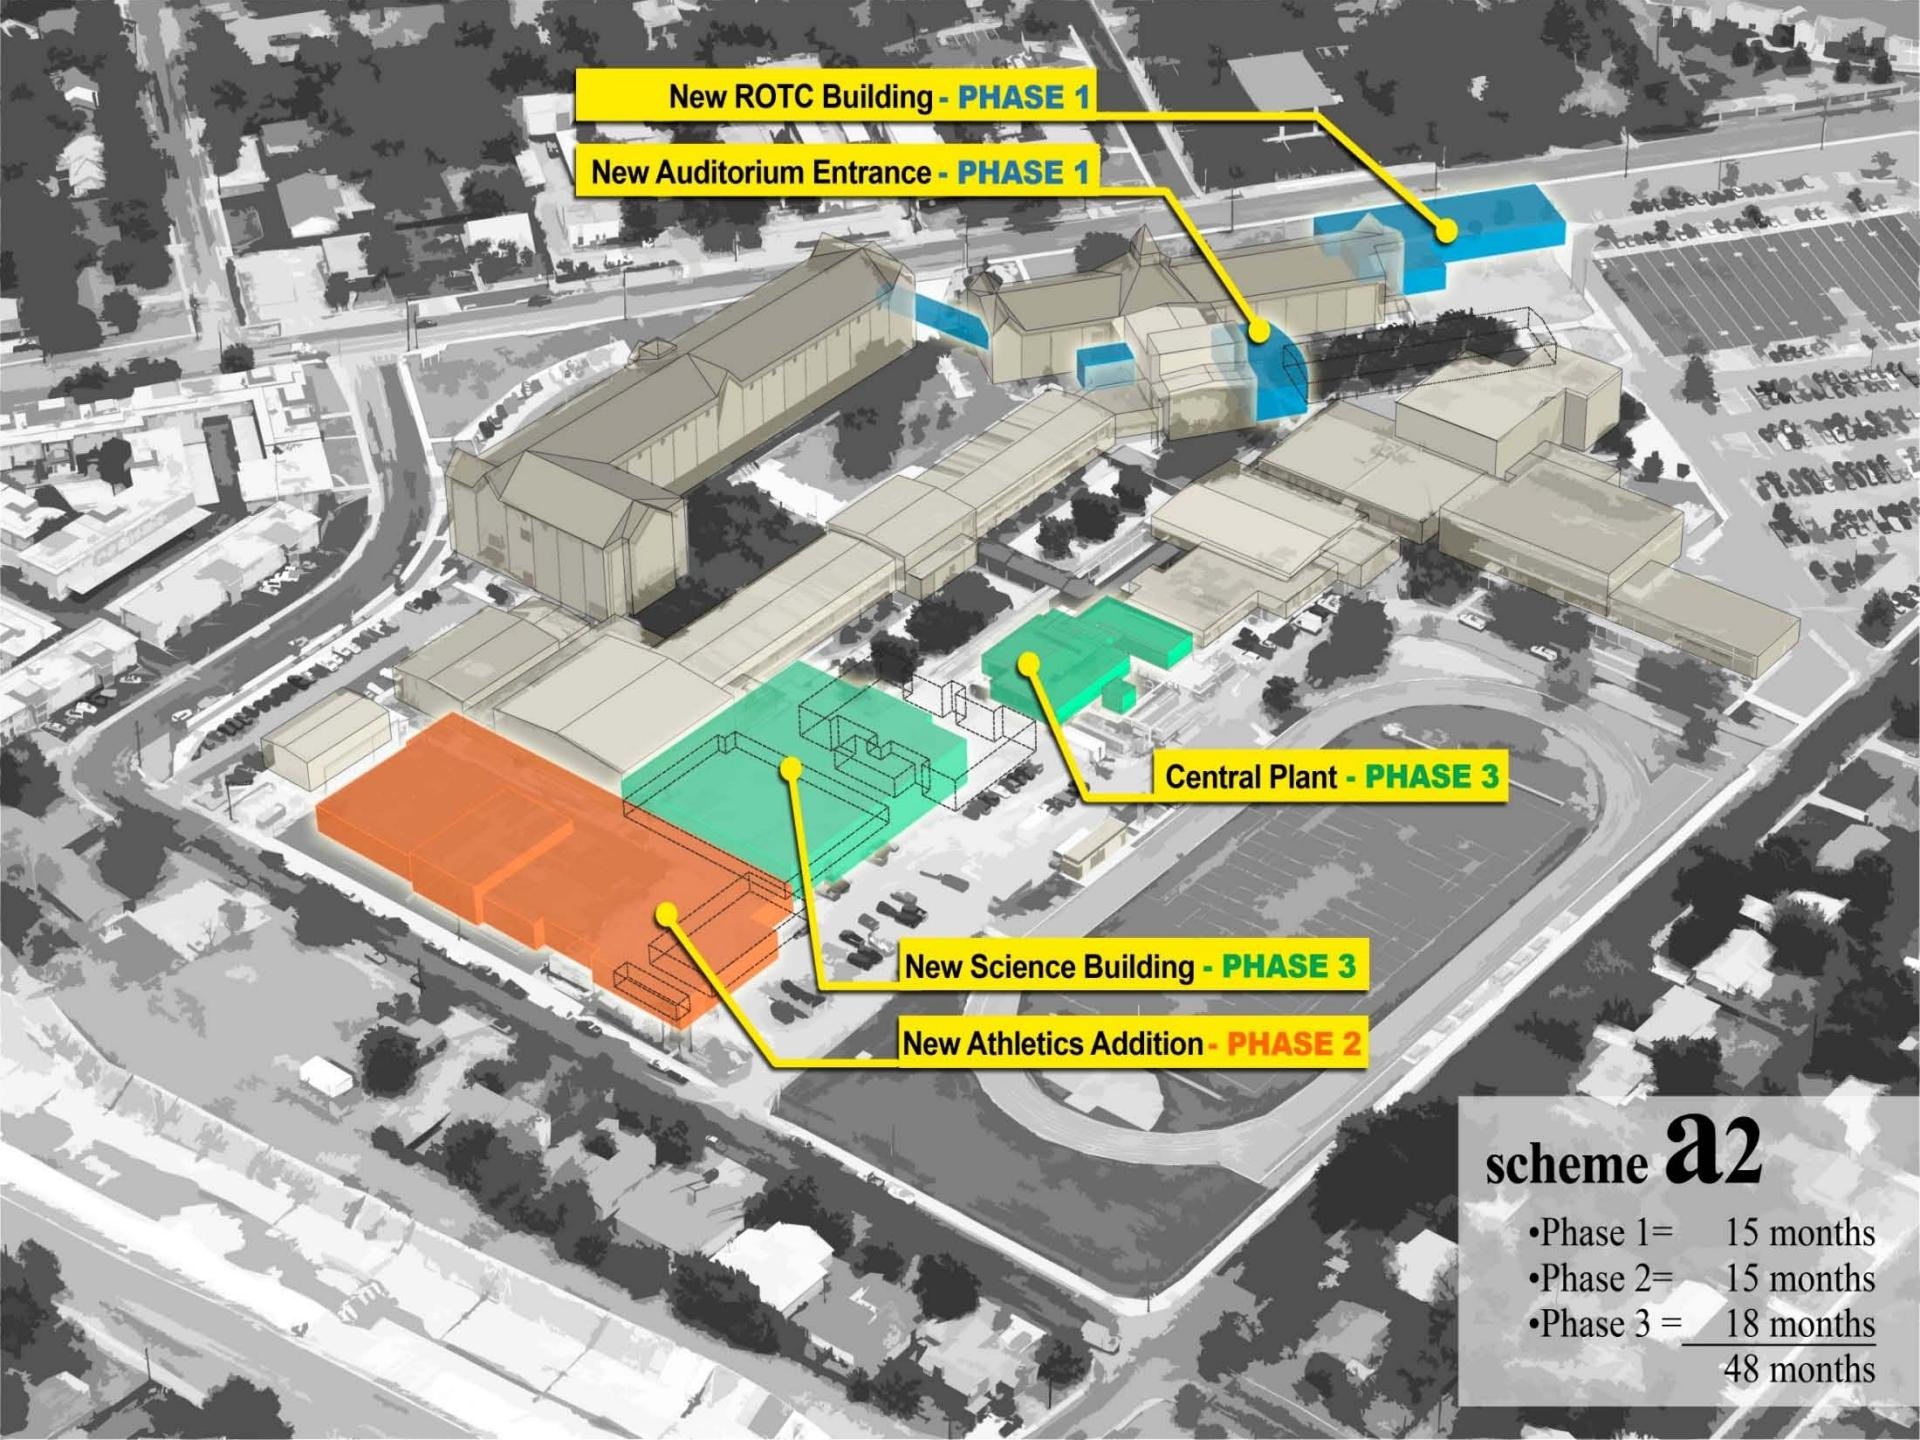 New ROTC Building - PHASE 1
New Auditorium Entrance - PHASE 1
Central Plant - PHASE 3
New Science Building - PHASE 3
New Athletics Addition - PHASE 2
scheme a2
•Phase 1= 15 months
•Phase 2= 15 months
•Phase 3 = 18 months
48 months